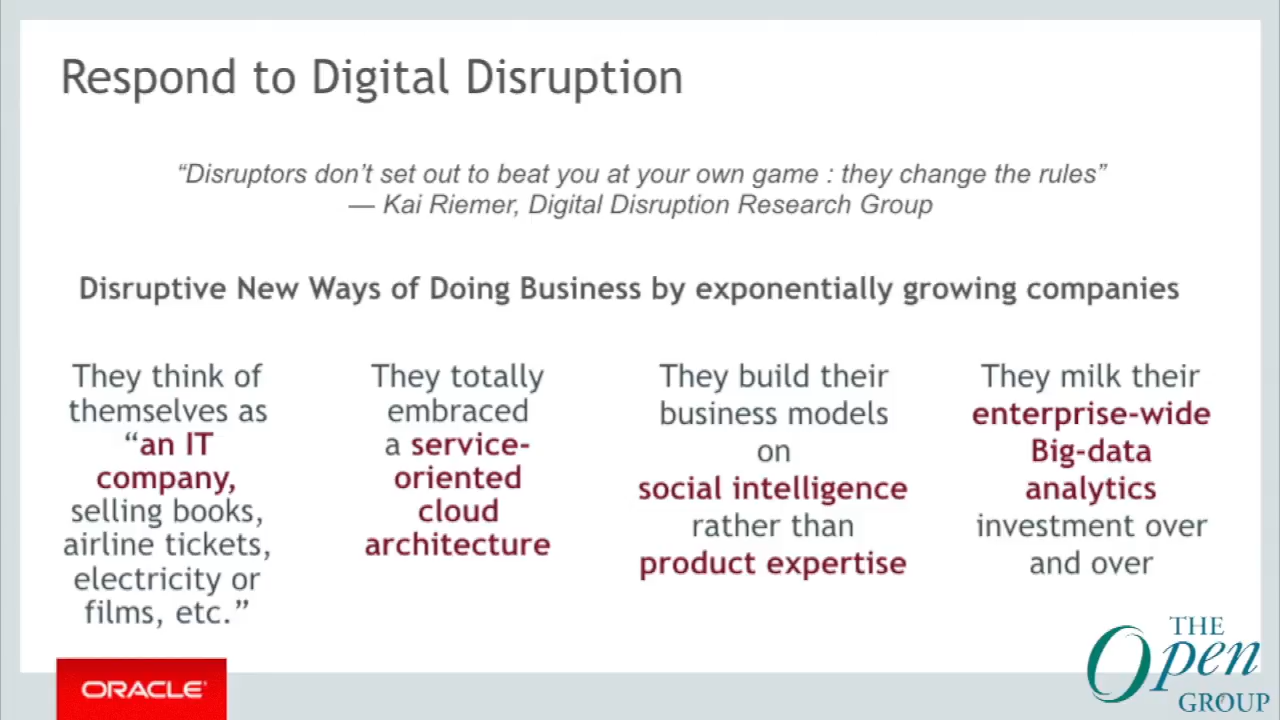 Respond to Digital Disruption
“Disruptors don’t set out to beat you at your own game : they change the rules”
— Kai Riemer, Digital Disruption Research Group
Disruptive New Ways of Doing Business by exponentially growing companies
They think of
themselves as
“an IT
company,
selling books,
airline tickets,
electricity or
films, etc.”
They totally
embraced
a service-
oriented
cloud
architecture
They build their
business models
on
social intelligence
rather than
product expertise
They milk their
enterprise-wide
Big-data
analytics
investment over
and over
ORACLE
THE
Open
GROUP